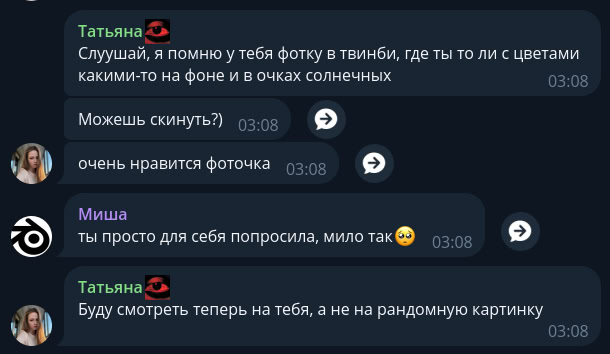 Татьяна
Слуушай, я помню у тебя фотку в твинби, где ты то ли с цветами
какими-то на фоне и в очках солнечных
03:08
Можешь скинуть?)
03:08
очень нравится фоточка
03:08
Миша
ты просто для себя попросила, мило так🥺
03:08
Татьяна
Буду смотреть теперь на тебя, а не на рандомную картинку
03:08